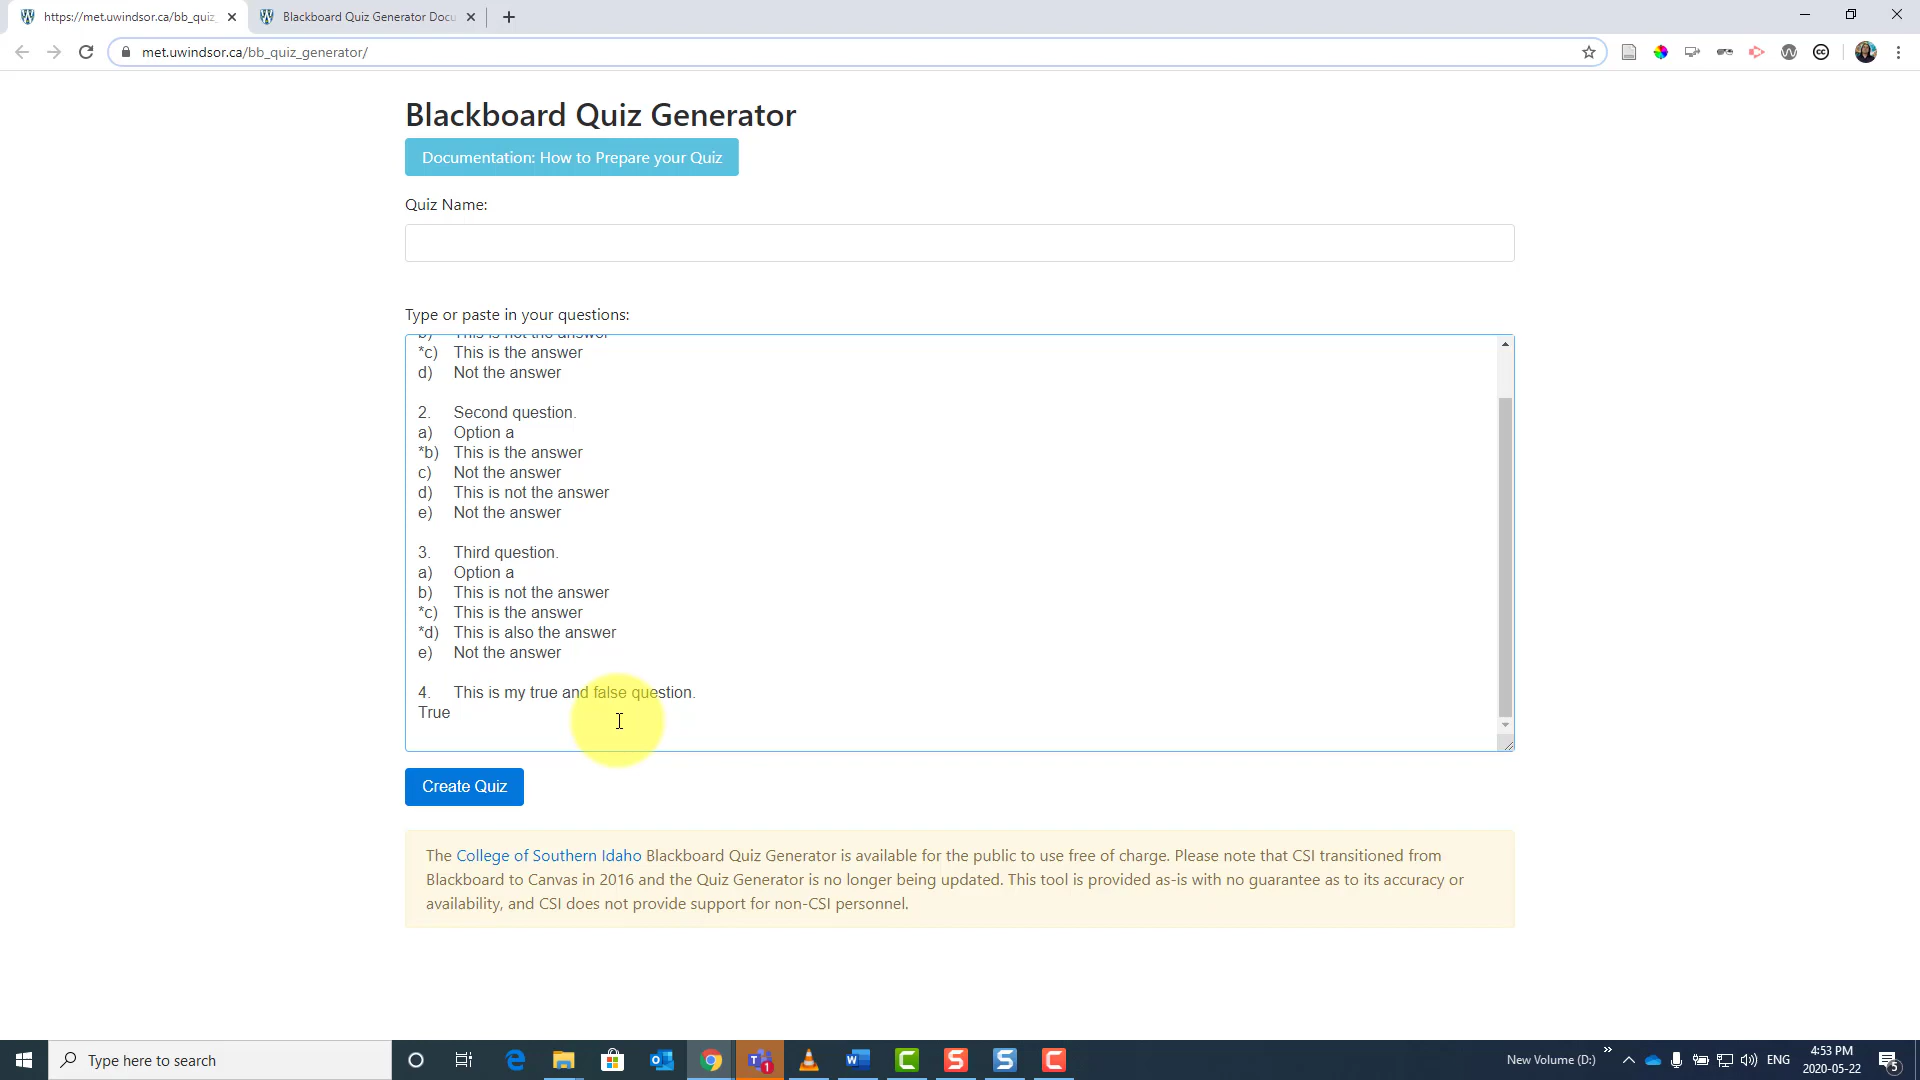 https://met.uwindsor.ca/bb_quiz_
Blackboard Quiz Generator Docu
met.uwindsor.ca/bb_quiz_generator/
Blackboard Quiz Generator
Documentation: How to Prepare your Quiz
Quiz Name:
Type or paste in your questions:
b) This is not the answer
*c) This is the answer
d) Not the answer
2. Second question.
a) Option a
*b) This is the answer
c) Not the answer
d) This is not the answer
e) Not the answer
3. Third question.
a) Option a
b) This is not the answer
*c) This is the answer
*d) This is also the answer
e) Not the answer
4. This is my true and false question.
True
Create Quiz
The College of Southern Idaho Blackboard Quiz Generator is available for the public to use free of charge. Please note that CSI transitioned from
Blackboard to Canvas in 2016 and the Quiz Generator is no longer being updated. This tool is provided as-is with no guarantee as to its accuracy or
availability, and CSI does not provide support for non-CSI personnel.
Type here to search
New Volume (D:)
ENG
4:53 PM
2020-05-22
5